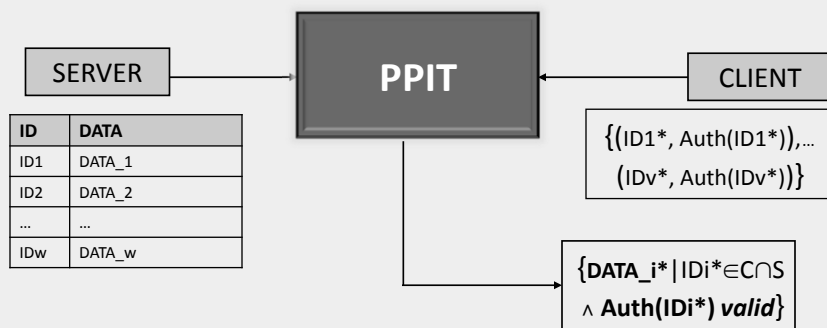 SERVER
PPIT
CLIENT
ID DATA
ID1 DATA_1
ID2 DATA_2
... ...
IDw DATA_w
{(ID1*, Auth(ID1*)),...
(IDv*, Auth(IDv*))}
{DATA_i*|IDi*∈C∩S
∧ Auth(IDi*) valid}